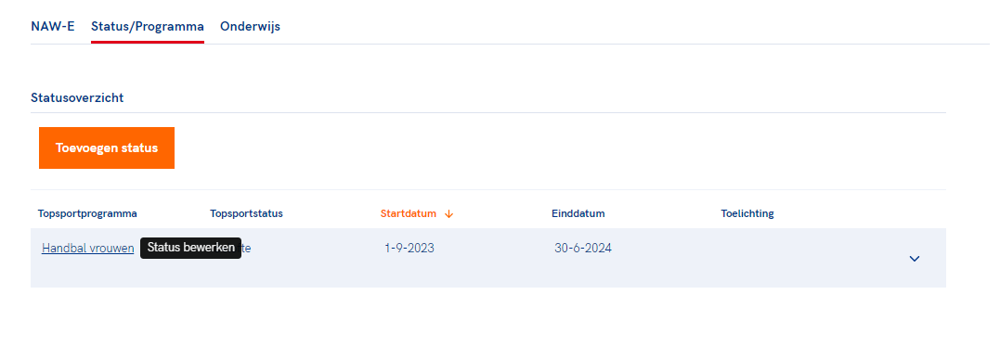 NAW-E Status/Programma Onderwijs
Statusoverzicht
Toevoegen status
Topsportprogramma Topsportstatus Startdatum Einddatum Toelichting
Handbal vrouwen Status bewerken te 1-9-2023 30-6-2024